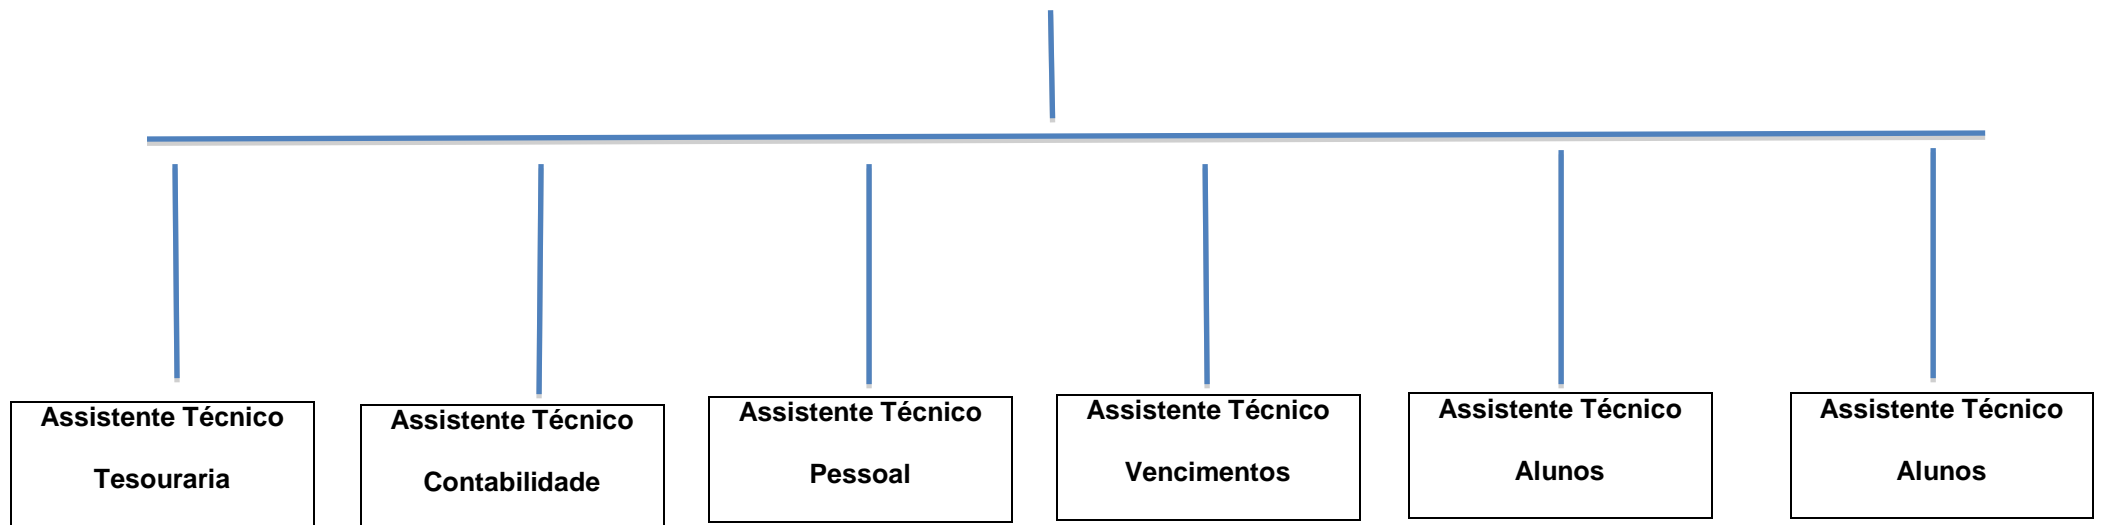 Assistente Técnico
Tesouraria
Assistente Técnico
Contabilidade
Assistente Técnico
Pessoal
Assistente Técnico
Vencimentos
Assistente Técnico
Alunos
Assistente Técnico
Alunos